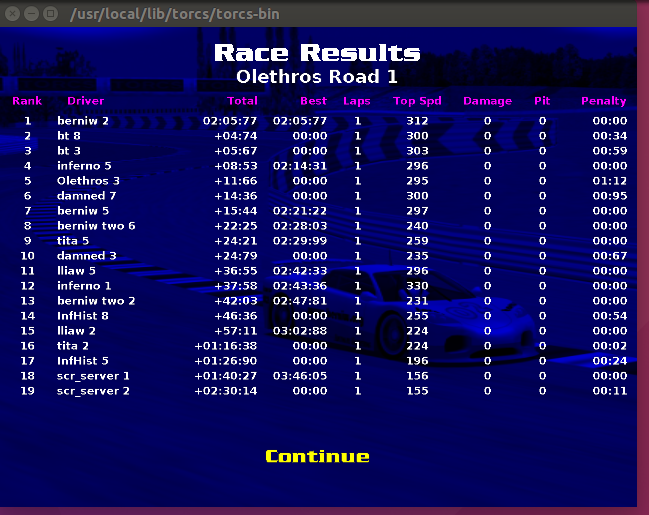 /usr/local/lib/torcs/torcs-bin
Race Results
Olethros Road 1
Rank Driver Total Best Laps Top Spd Damage Pit Penalty
1 berniw 2 02:05:77 02:05:77 1 312 0 0 00:00
2 bt 8 +04:74 00:00 1 300 0 0 00:34
3 bt 3 +05:67 00:00 1 303 0 0 00:59
4 inferno 5 +08:53 02:14:31 1 296 0 0 00:00
5 Olethros 3 +11:66 00:00 1 295 0 0 01:12
6 damned 7 +14:36 00:00 1 300 0 0 00:95
7 berniw 5 +15:44 02:21:22 1 297 0 0 00:00
8 berniw two 6 +22:25 02:28:03 1 240 0 0 00:00
9 tita 5 +24:21 02:29:99 1 259 0 0 00:00
10 damned 3 +24:79 00:00 1 235 0 0 00:67
11 lliaw 5 +36:55 02:42:33 1 296 0 0 00:00
12 inferno 1 +37:58 02:43:36 1 330 0 0 00:00
13 berniw two 2 +42:03 02:47:81 1 231 0 0 00:00
14 InfHist 8 +46:36 00:00 1 255 0 0 00:54
15 lliaw 2 +57:11 03:02:88 1 224 0 0 00:00
16 tita 2 +01:16:38 00:00 1 224 0 0 00:02
17 InfHist 5 +01:26:90 00:00 1 196 0 0 00:24
18 scr_server 1 +01:40:27 03:46:05 1 156 0 0 00:00
19 scr_server 2 +02:30:14 00:00 1 155 0 0 00:11
Continue